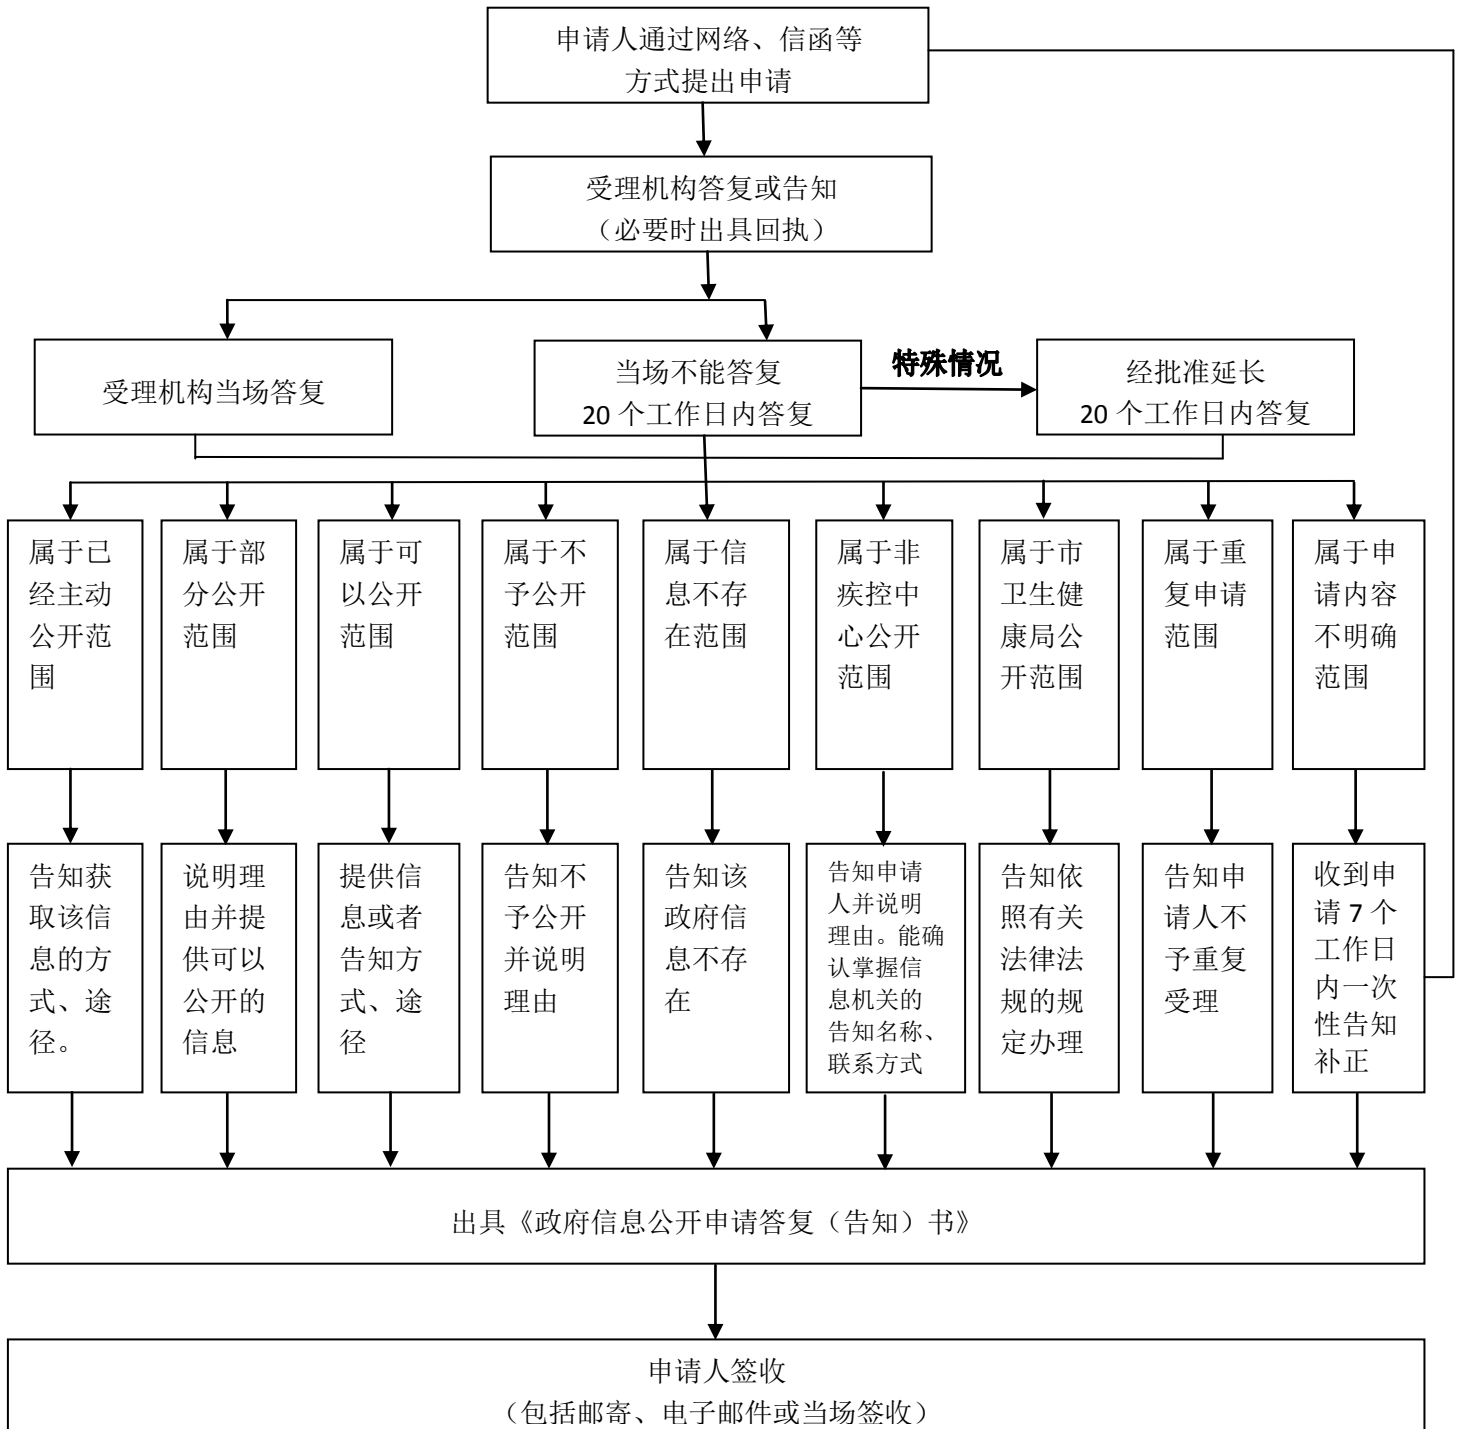 申请人通过网络、信函等
方式提出申请
受理机构答复或告知
（必要时出具回执）
受理机构当场答复
当场不能答复
20 个工作日内答复
特殊情况
经批准延长
20 个工作日内答复
属于已
经主动
公开范
围
属于部
分公开
范围
属于可
以公开
范围
属于不
予公开
范围
属于信
息不存
在范围
属于非
疾控中
心公开
范围
属于市
卫生健
康局公
开范围
属于重
复申请
范围
属于申
请内容
不明确
范围
告知获
取该信
息的方
式、途
径。
说明理
由并提
供可以
公开的
信息
提供信
息或者
告知方
式、途
径
告知不
予公开
并说明
理由
告知该
政府信
息不存
在
告知申请
人并说明
理由。能确
认掌握信
息机关的
告知名称、
联系方式
告知依
照有关
法律法
规的规
定办理
告知申
请人不
予重复
受理
收到申
请 7 个
工作日
内一次
性告知
补正
出具《政府信息公开申请答复（告知）书》
申请人签收
（包括邮寄、电子邮件或当场签收）